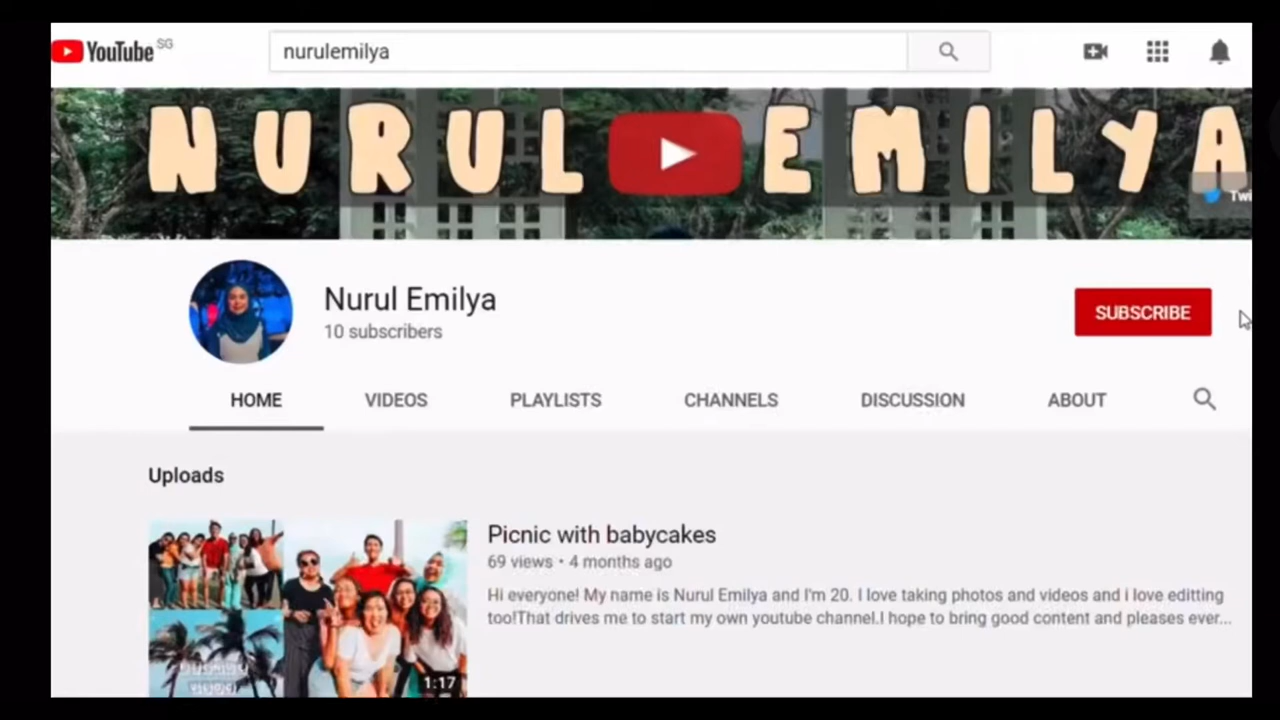 YouTube SG
nurulemilya
NURUL EMILYA
Nurul Emilya
10 subscribers
SUBSCRIBE
HOME VIDEOS PLAYLISTS CHANNELS DISCUSSION ABOUT
Uploads
Picnic with babycakes
69 views • 4 months ago
Hi everyone! My name is Nurul Emilya and I'm 20. I love taking photos and videos and i love editting
too!That drives me to start my own youtube channel.I hope to bring good content and pleases ever...
1:17